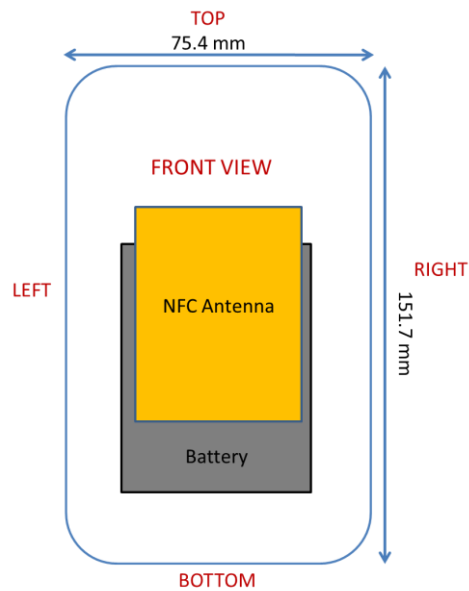 TOP
75.4 mm
FRONT VIEW
LEFT
RIGHT
NFC Antenna
151.7 mm
Battery
BOTTOM